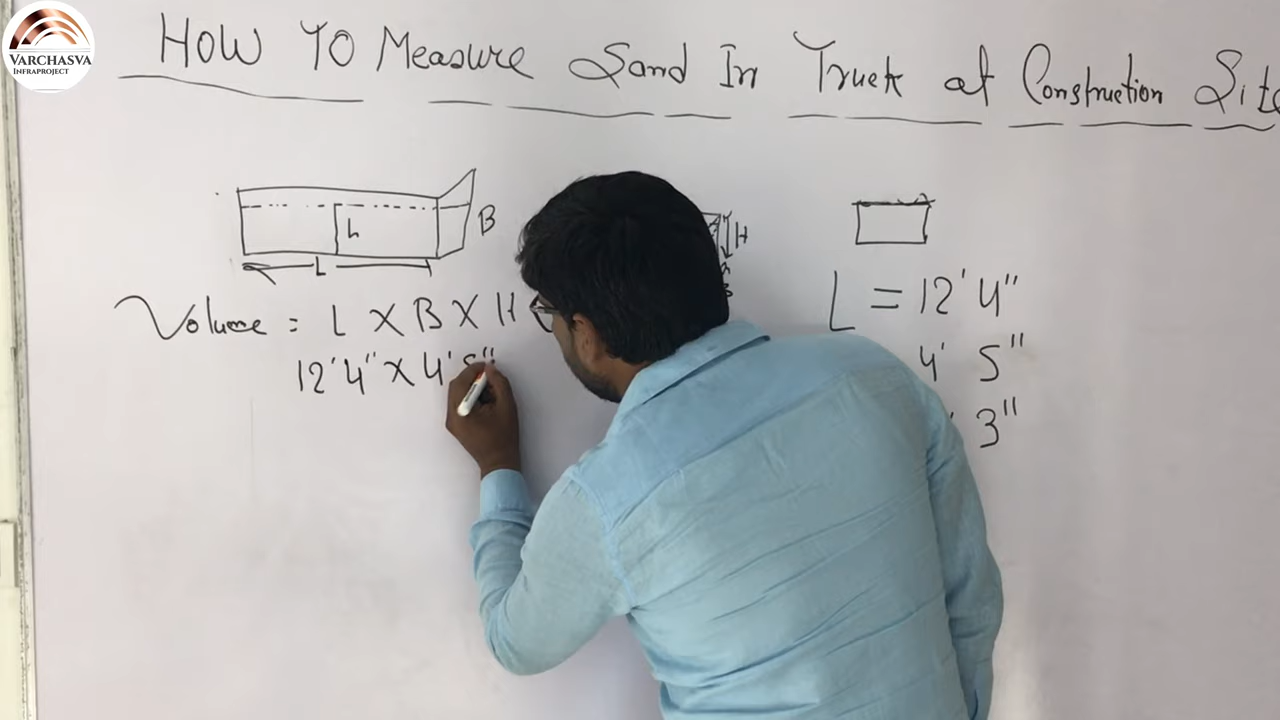 VARCHASVA
INFRAPROJECT
HOW TO Measure Sand In Truck at Construction Site
h
B
L
H
Volume = L X B X H
12' 4" X 4' 5"
L = 12' 4"
4' 5"
' 3"